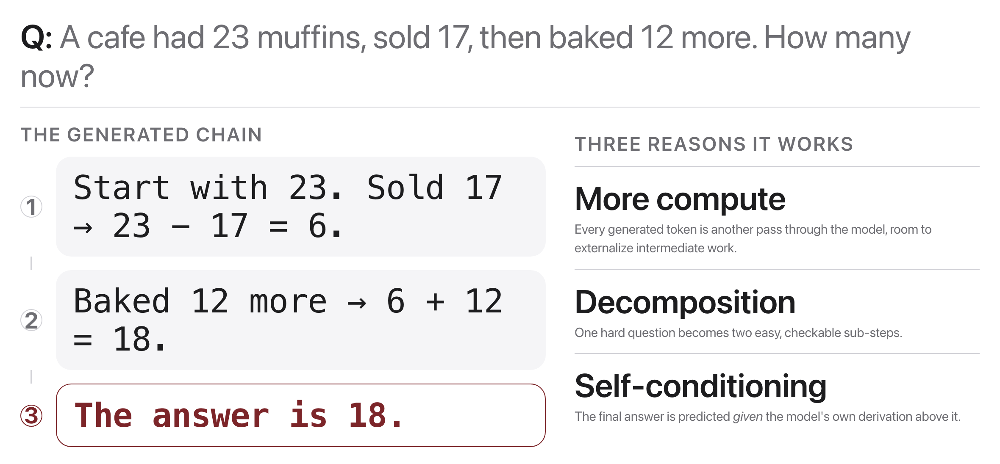 Q: A cafe had 23 muffins, sold 17, then baked 12 more. How many
now?
THE GENERATED CHAIN
1
Start with 23. Sold 17
→ 23 − 17 = 6.
2
Baked 12 more → 6 + 12
= 18.
3
The answer is 18.
THREE REASONS IT WORKS
More compute
Every generated token is another pass through the model, room to
externalize intermediate work.
Decomposition
One hard question becomes two easy, checkable sub-steps.
Self-conditioning
The final answer is predicted given the model's own derivation above it.